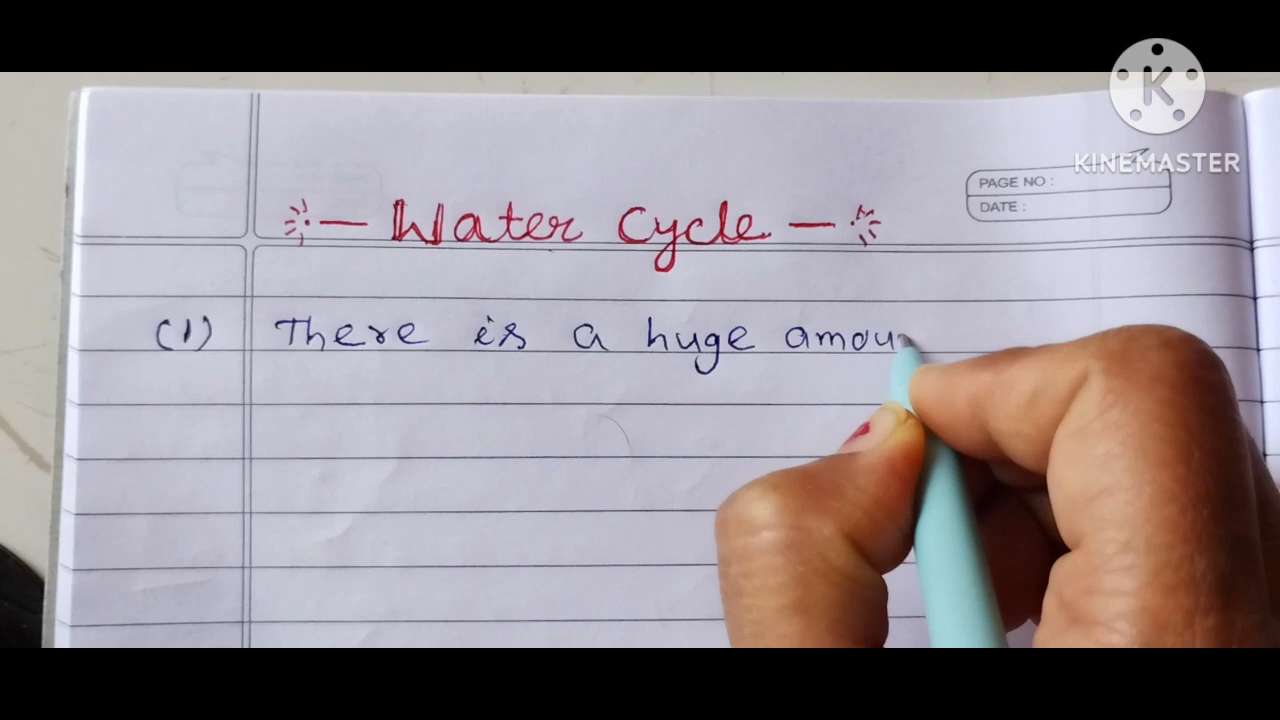 KINEMASTER
PAGE NO :
DATE :
Water Cycle
(1) There is a huge amou